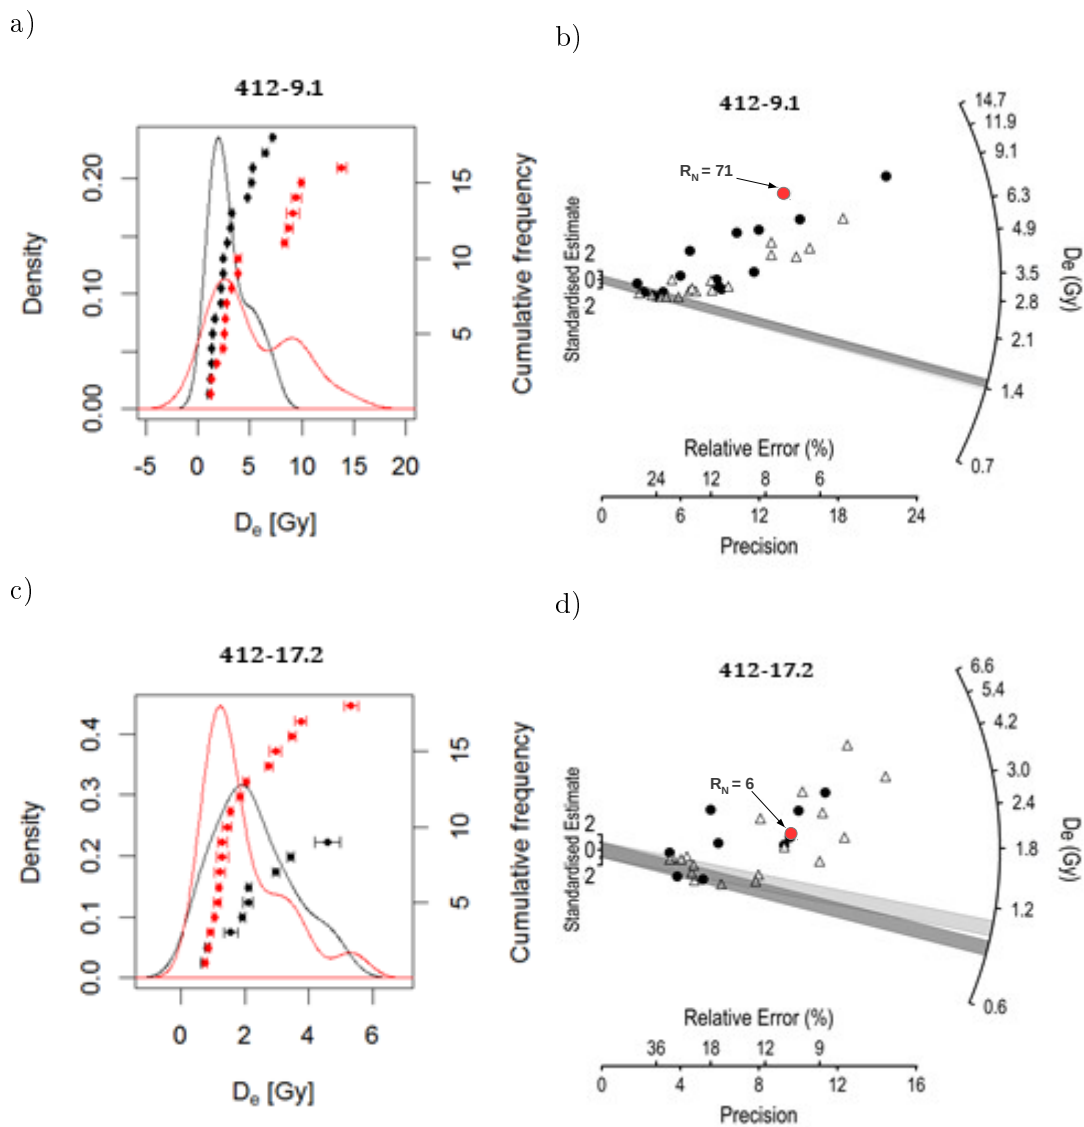 a)
412-9.1
Density
0.00
0.10
0.20
Cumulative frequency
5
10
15
-5 0 5 10 15 20
De [Gy]
b)
412-9.1
RN = 71
Standardised Estimate
2
0
2
14.7
11.9
9.1
6.3
4.9
3.5
2.8
2.1
1.4
0.7
De (Gy)
Relative Error (%)
24 12 8 6
0 6 12 18 24
Precision
c)
412-17.2
Density
0.0
0.1
0.2
0.3
0.4
Cumulative frequency
5
10
15
0 2 4 6
De [Gy]
d)
412-17.2
RN = 6
Standardised Estimate
2
0
2
6.6
5.4
4.2
3.0
2.4
1.8
1.2
0.6
De (Gy)
Relative Error (%)
36 18 12 9
0 4 8 12 16
Precision